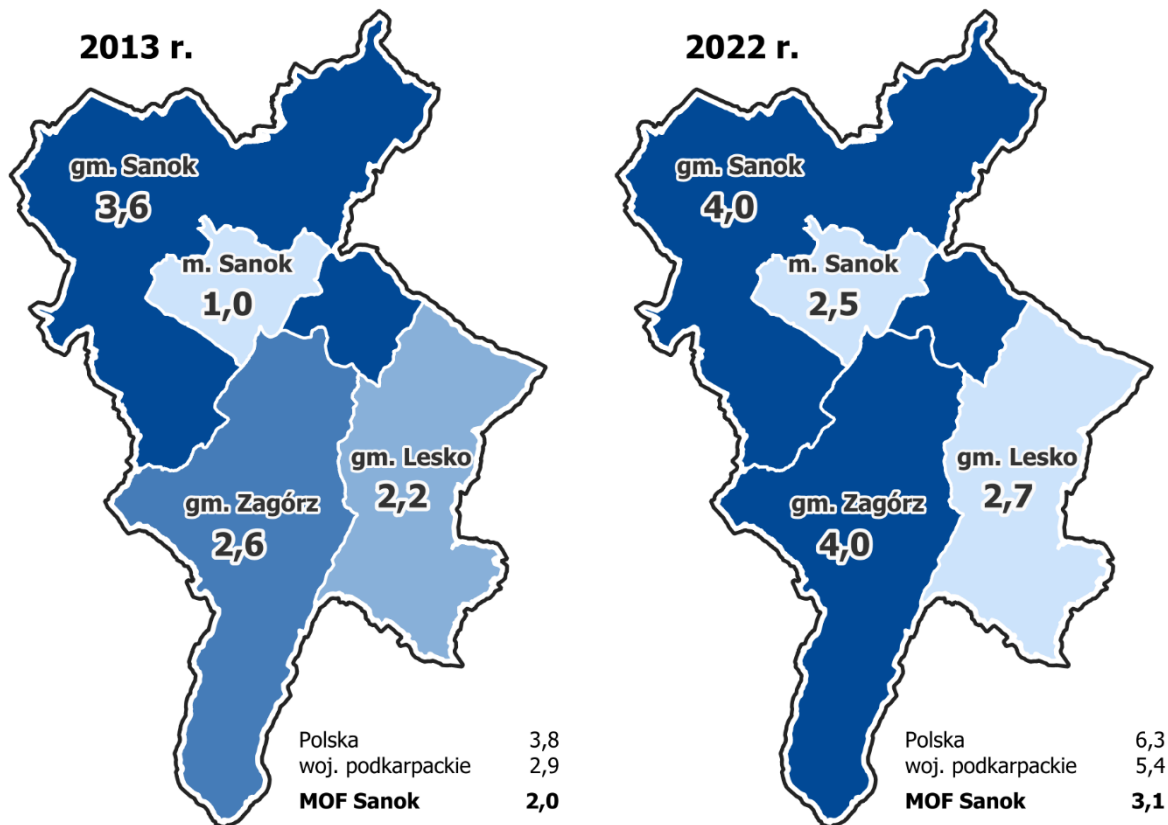 2013 r.
gm. Sanok
3,6
m. Sanok
1,0
gm. Lesko
2,2
gm. Zagórz
2,6
Polska 3,8
woj. podkarpackie 2,9
MOF Sanok 2,0
2022 r.
gm. Sanok
4,0
m. Sanok
2,5
gm. Lesko
2,7
gm. Zagórz
4,0
Polska 6,3
woj. podkarpackie 5,4
MOF Sanok 3,1